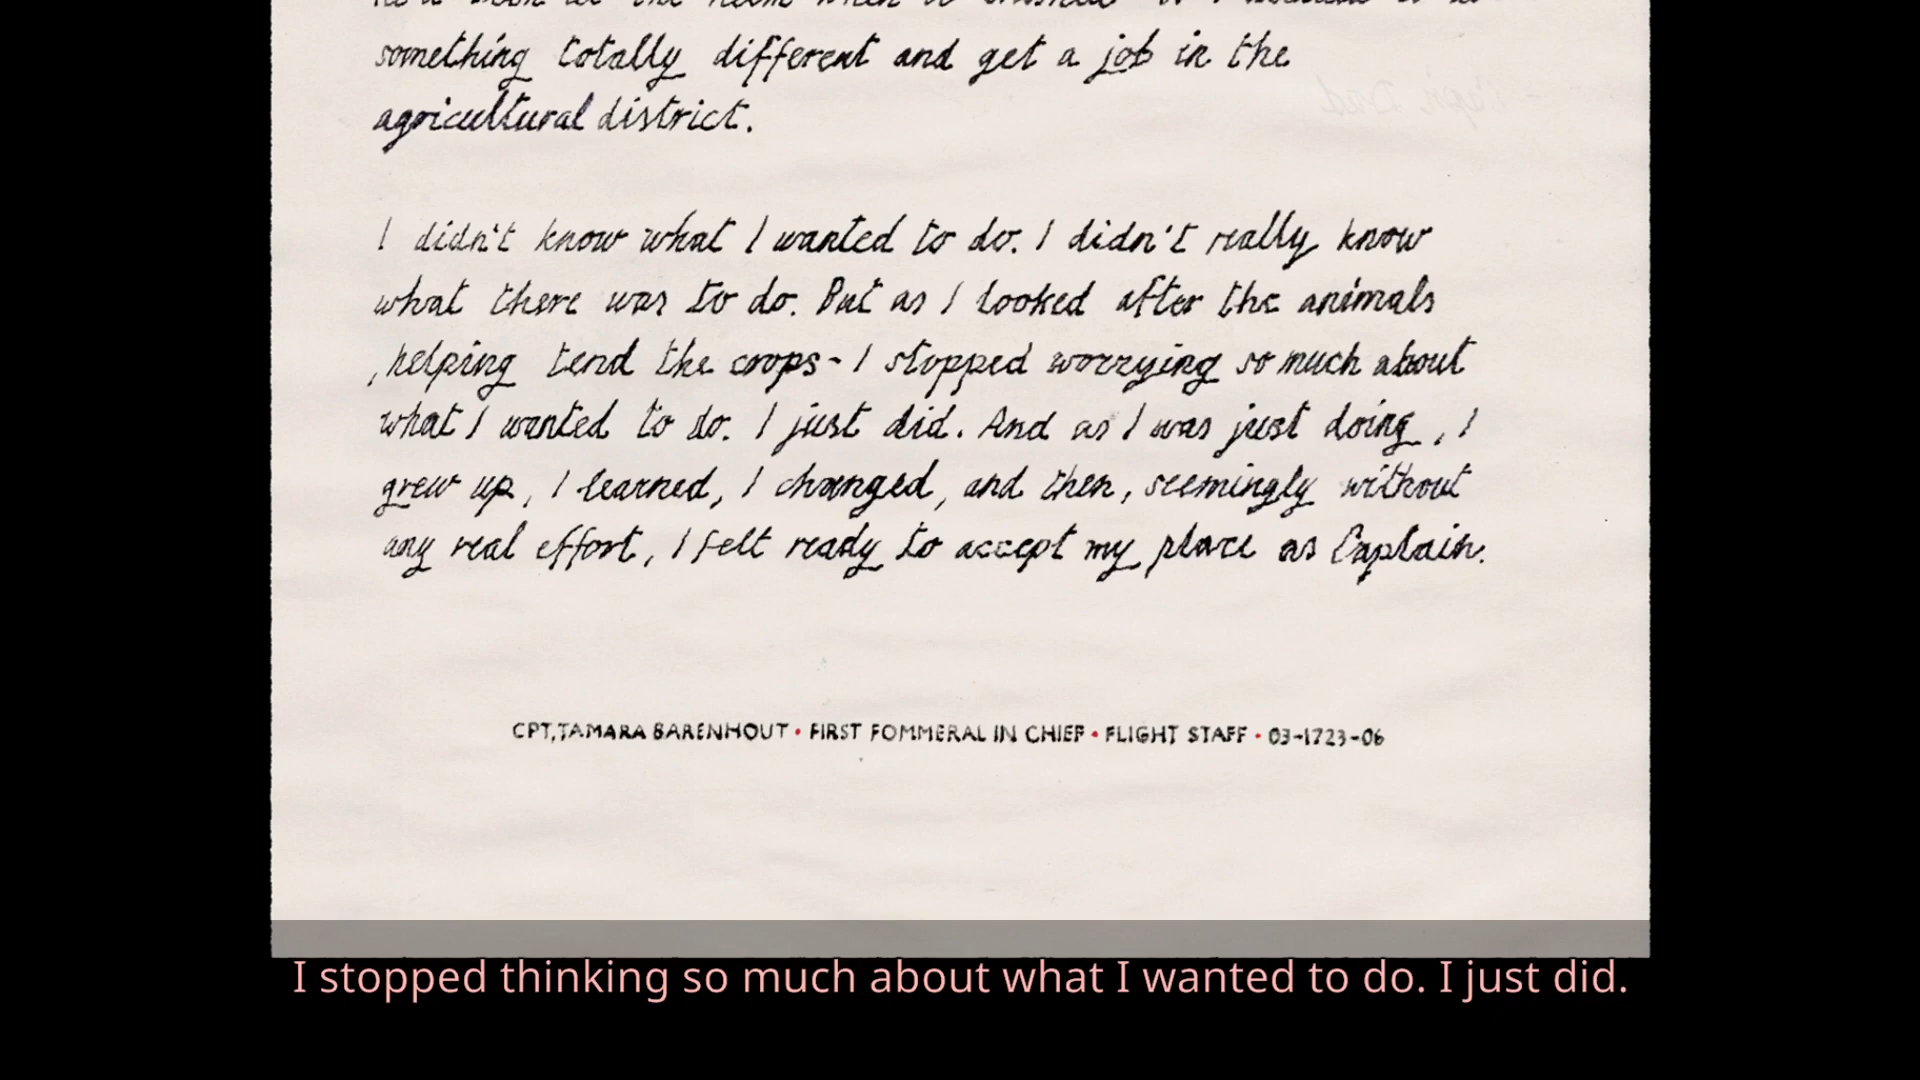 something totally different and get a job in the
agricultural district.
I didn't know what I wanted to do. I didn't really know
what there was to do. But as I looked after the animals
, helping tend the crops - I stopped worrying so much about
what I wanted to do. I just did. And as I was just doing, I
grew up, I learned, I changed, and then, seemingly without
any real effort, I felt ready to accept my place as Captain.
CPT, TAMARA BARENHOUT • FIRST FOMMERAL IN CHIEF • FLIGHT STAFF • 03-1723-06
I stopped thinking so much about what I wanted to do. I just did.